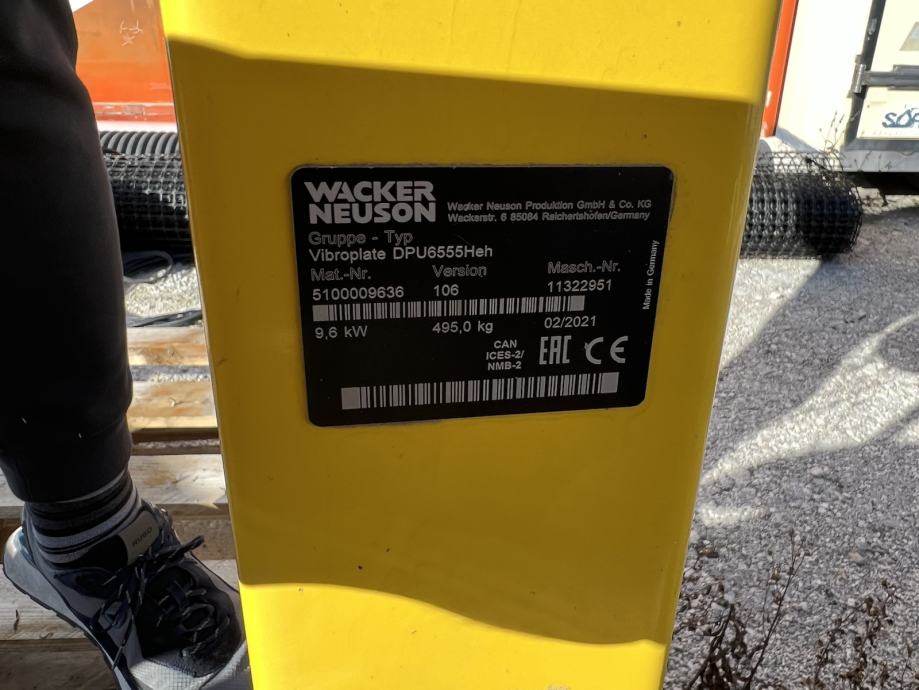 WACKER
NEUSON
Wacker Neuson Produktion GmbH & Co. KG
Wackerstr. 6 85084 Reichertshofen/Germany
Gruppe - Typ
Vibroplate DPU6555Heh
Mat.-Nr. Version Masch.-Nr.
5100009636 106 11322951
9,6 kW 495,0 kg 02/2021
CAN
ICES-2/
NMB-2
EAC CE
Made in Germany
HUGO